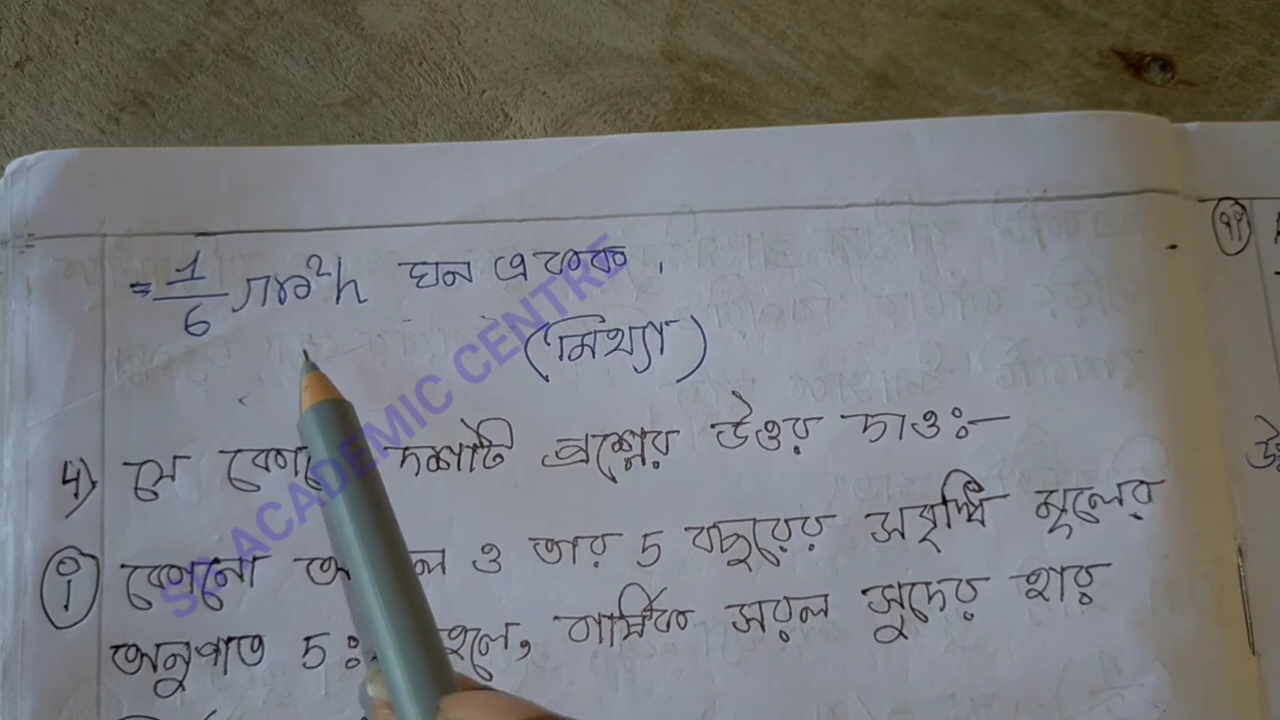 = 1/6 πr²h ঘন একক,
(মিথ্যা)
4) যে কোনো দশটি প্রশ্নের উত্তর দাও:-
(i) কোনো ও তার 5 বছরের সবৃদ্ধি মূলের
অনুপাত 5: হলে, বার্ষিক সরল সুদের হার
SR ACADEMIC CENTRE